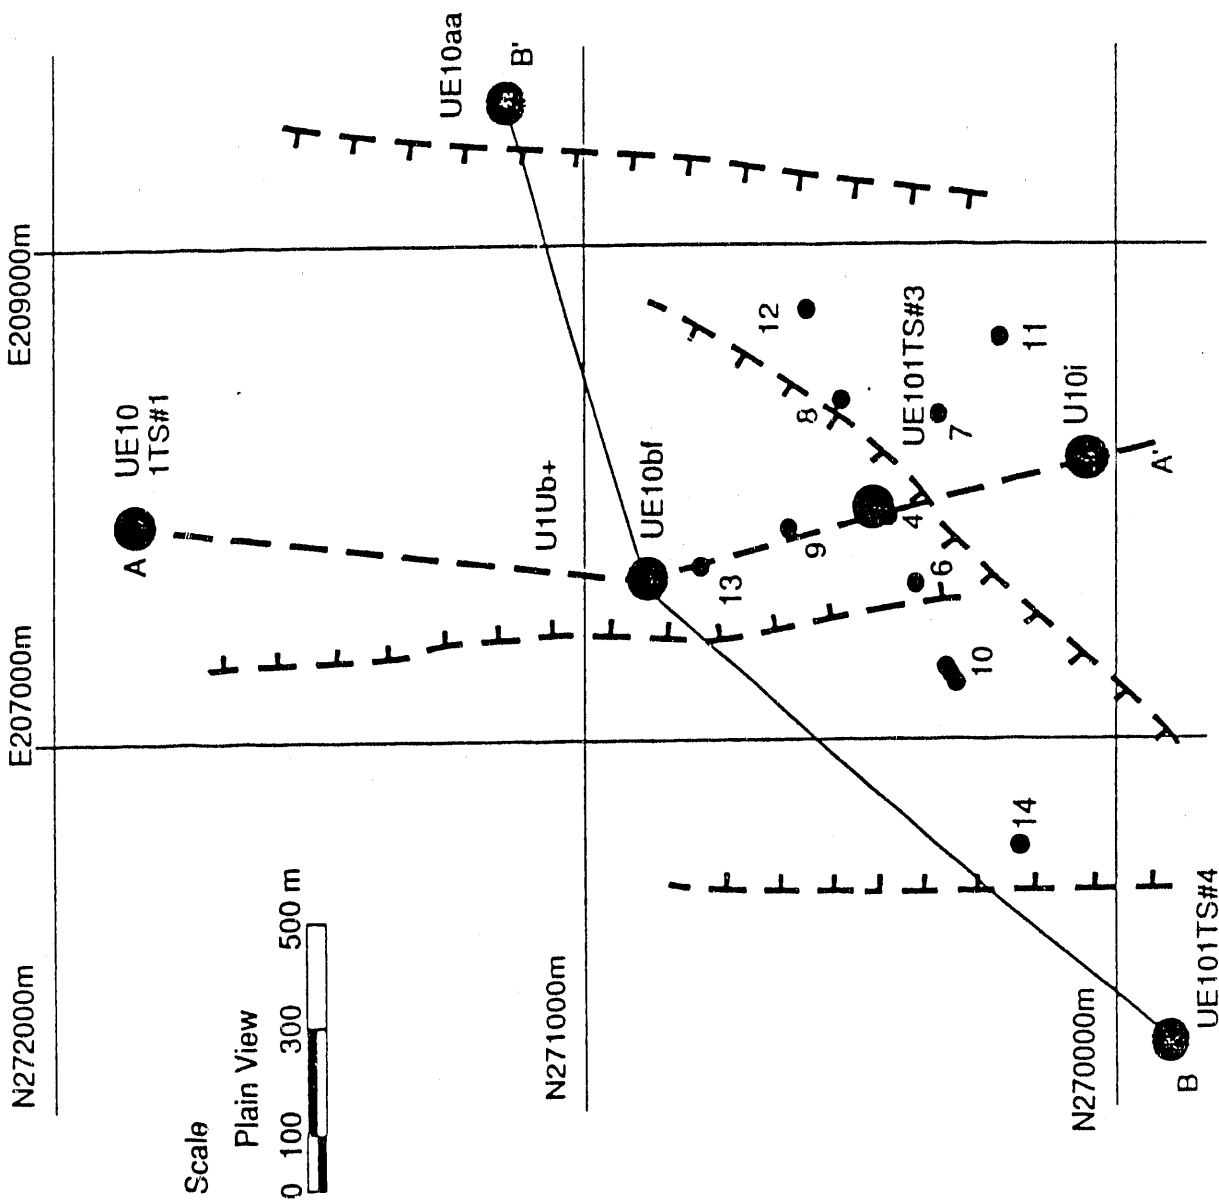 N272000m
E207000m
E209000m
A
UE10
1TS#1
UE10aa
B'
Scale
Plain View
0 100 300 500 m
N271000m
U1Ub+
UE10bf
13
9
12
8
UE101TS#3
4
6
7
10
11
14
U10i
A'
N270000m
B
UE101TS#4